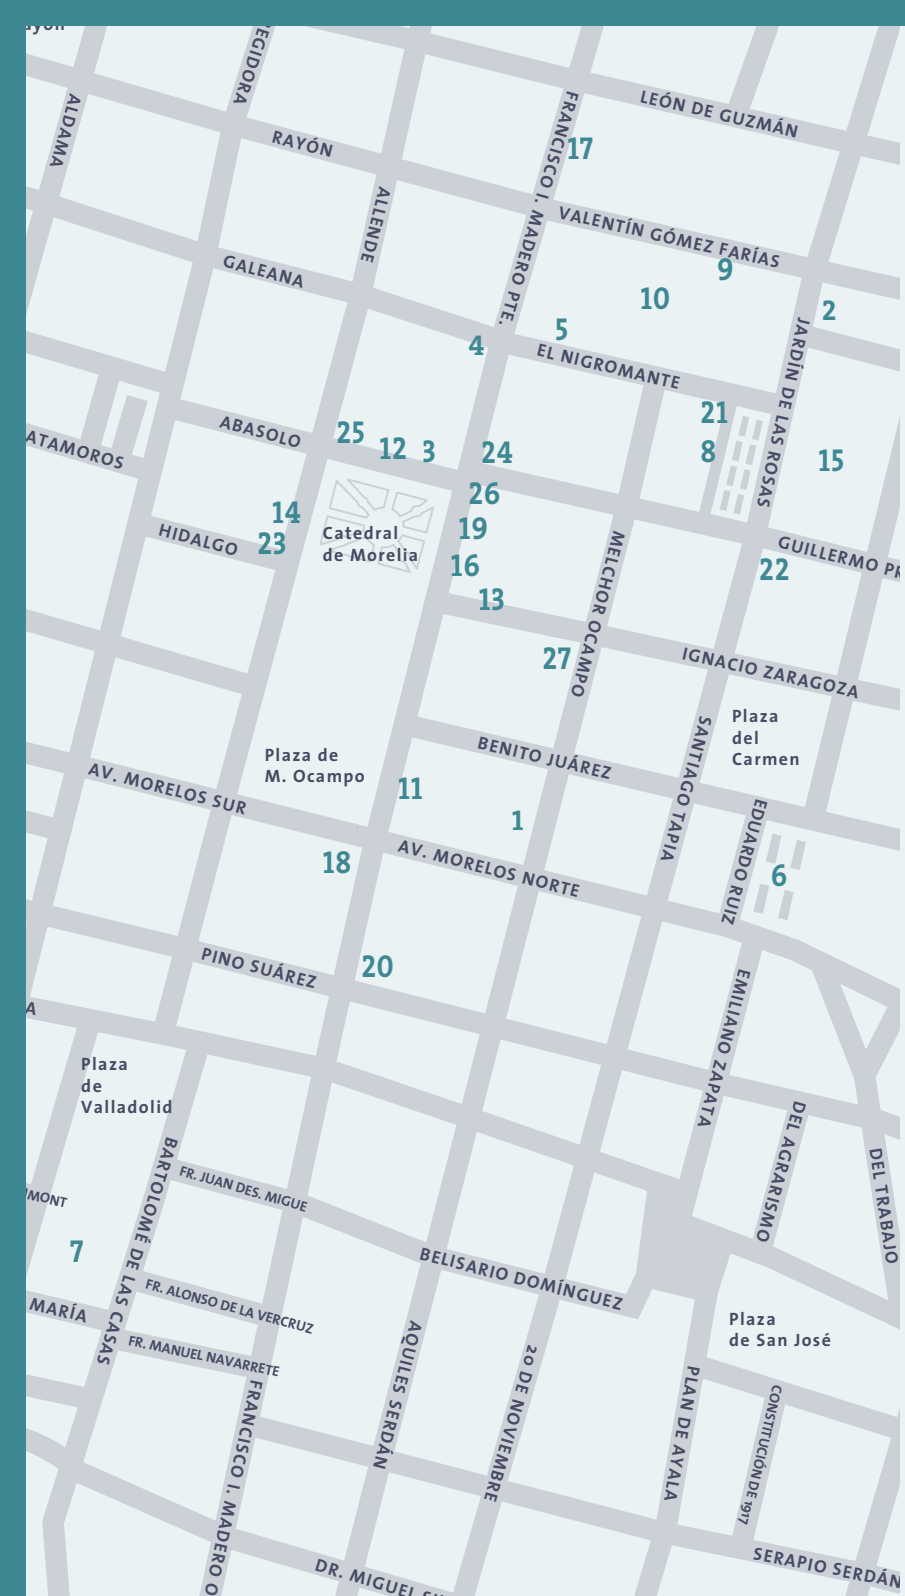 LEÓN DE GUZMÁN
ALDAMA
RAYÓN
FRANCISCO I. MADERO PTE.
17
ALLENDE
VALENTÍN GÓMEZ FARÍAS
GALEANA
9
10
2
5
4
EL NIGROMANTE
JARDÍN DE LAS ROSAS
21
ABASOLO
25
12
3
24
8
15
ATAMOROS
26
14
HIDALGO
23
Catedral
de Morelia
19
16
13
MELCHOR OCAMPO
GUILLERMO PR
22
27
IGNACIO ZARAGOZA
Plaza
del
Carmen
SANTIAGO TAPIA
BENITO JUÁREZ
Plaza de
M. Ocampo
AV. MORELOS SUR
11
1
EDUARDO RUIZ
6
18
AV. MORELOS NORTE
PINO SUÁREZ
20
EMILIANO ZAPATA
A
Plaza
de
Valladolid
DEL AGRARISMO
DEL TRABAJO
BARTOLOMÉ DE LAS CASAS
FR. JUAN DE S. MIGUE
MONT
7
BELISARIO DOMÍNGUEZ
FR. ALONSO DE LA VERCRUZ
MARÍA
FR. MANUEL NAVARRETE
Plaza
de San José
AQUILES SERDÁN
20 DE NOVIEMBRE
FRANCISCO I. MADERO O
PLAN DE AYALA
CONSTITUCIÓN DE 1917
SERAPIO SERDÁN
DR. MIGUEL